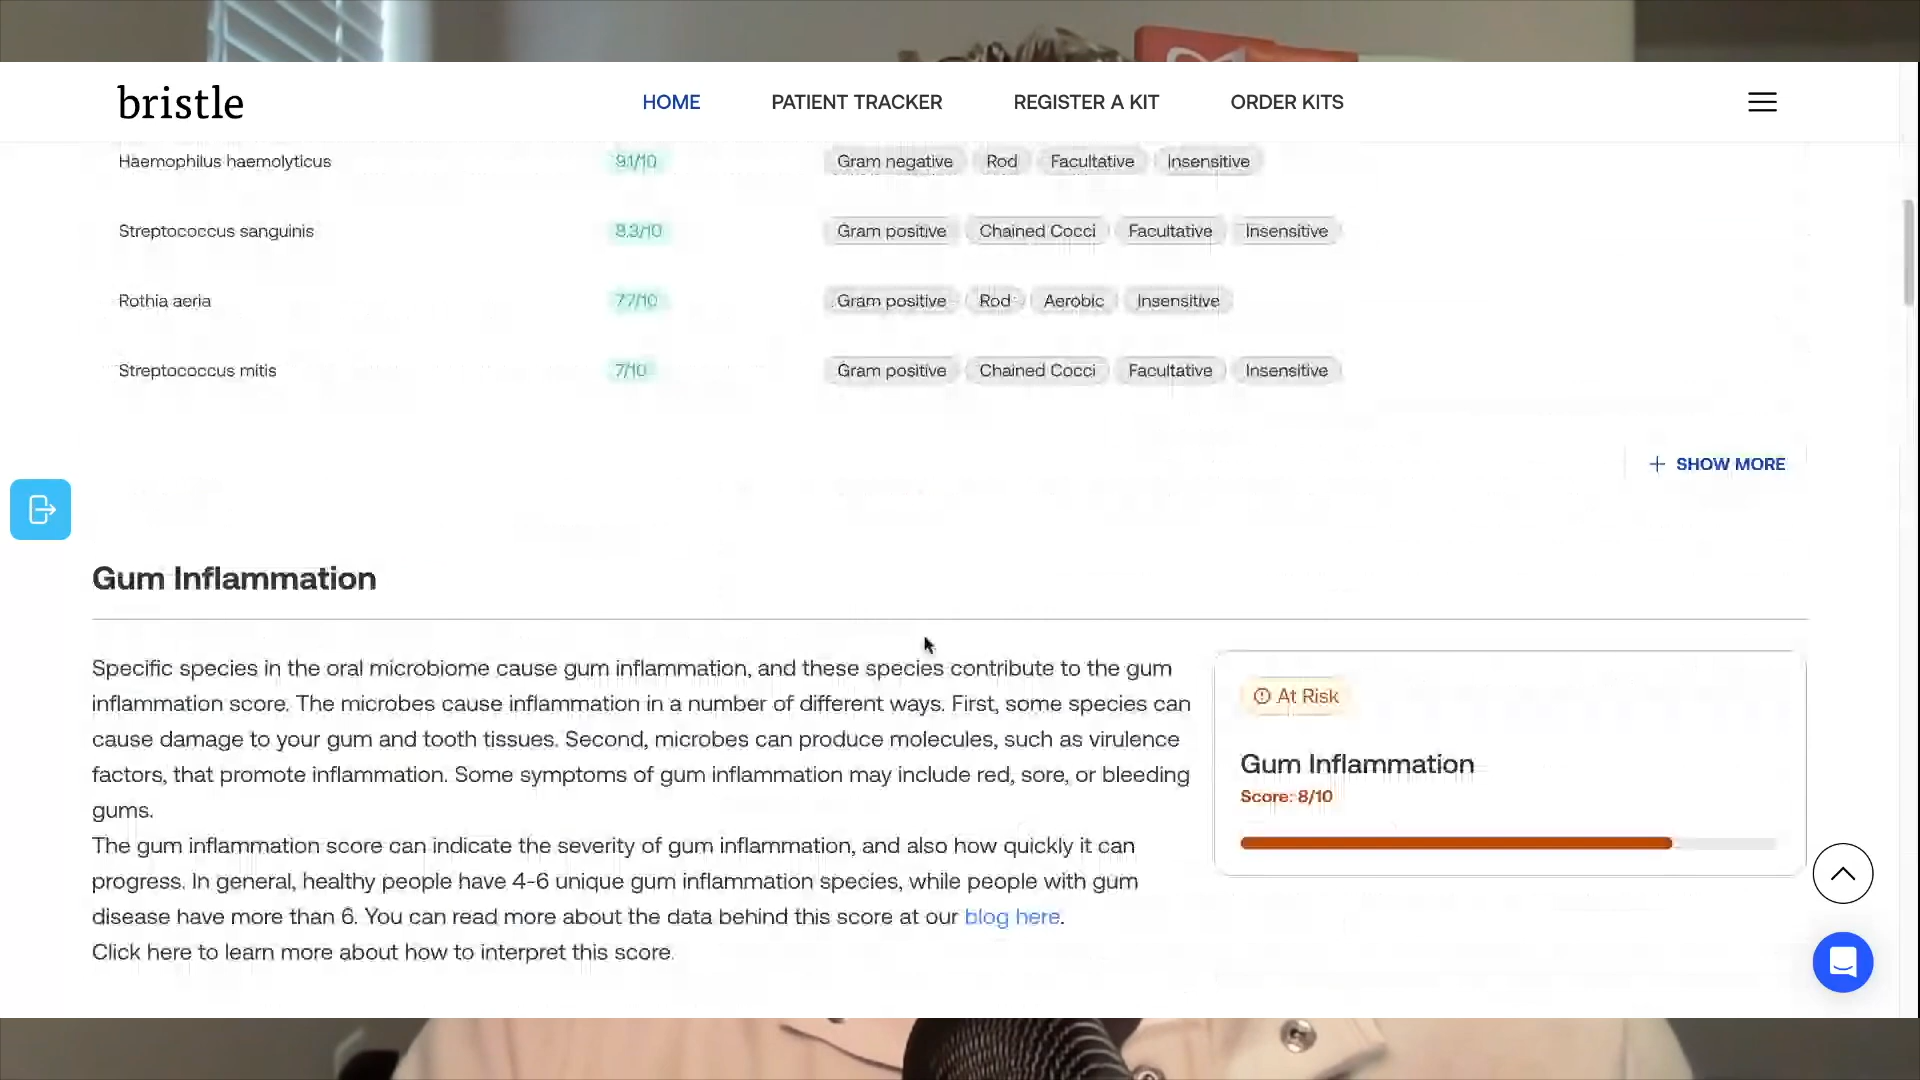 bristle
HOME
PATIENT TRACKER
REGISTER A KIT
ORDER KITS
Haemophilus haemolyticus 9.1/10 Gram negative Rod Facultative Insensitive
Streptococcus sanguinis 8.3/10 Gram positive Chained Cocci Facultative Insensitive
Rothia aeria 7.7/10 Gram positive Rod Aerobic Insensitive
Streptococcus mitis 7/10 Gram positive Chained Cocci Facultative Insensitive
+ SHOW MORE
Gum Inflammation
Specific species in the oral microbiome cause gum inflammation, and these species contribute to the gum
inflammation score. The microbes cause inflammation in a number of different ways. First, some species can
cause damage to your gum and tooth tissues. Second, microbes can produce molecules, such as virulence
factors, that promote inflammation. Some symptoms of gum inflammation may include red, sore, or bleeding
gums.
The gum inflammation score can indicate the severity of gum inflammation, and also how quickly it can
progress. In general, healthy people have 4-6 unique gum inflammation species, while people with gum
disease have more than 6. You can read more about the data behind this score at our blog here.
Click here to learn more about how to interpret this score.
At Risk
Gum Inflammation
Score: 8/10